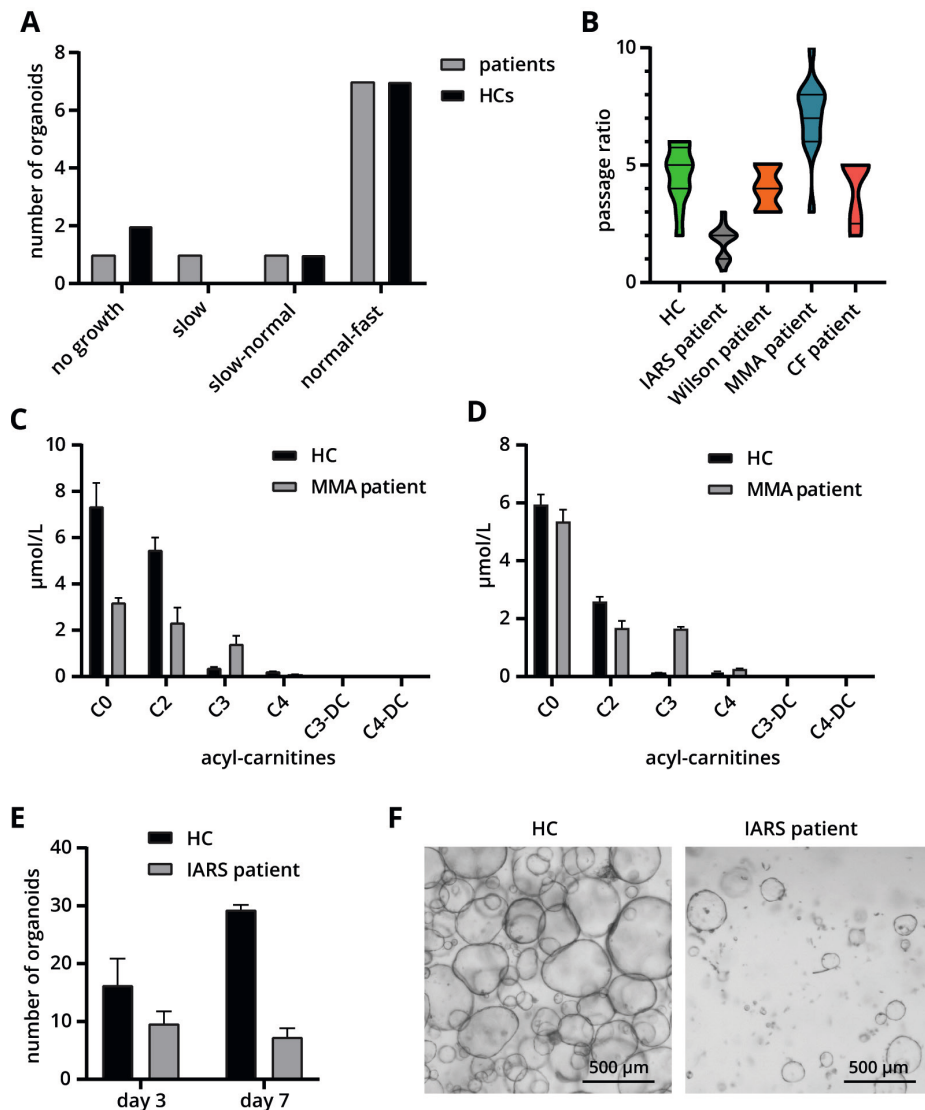 A
number of organoids
8
6
4
2
0
patients
HCs
no growth
slow
slow-normal
normal-fast
B
passage ratio
10
5
0
HC
IARS patient
Wilson patient
MMA patient
CF patient
C
µmol/L
10
8
6
4
2
0
HC
MMA patient
C0
C2
C3
C4
C3-DC
C4-DC
acyl-carnitines
D
µmol/L
8
6
4
2
0
HC
MMA patient
C0
C2
C3
C4
C3-DC
C4-DC
acyl-carnitines
E
number of organoids
40
30
20
10
0
HC
IARS patient
day 3
day 7
F
HC
IARS patient
500 µm
500 µm